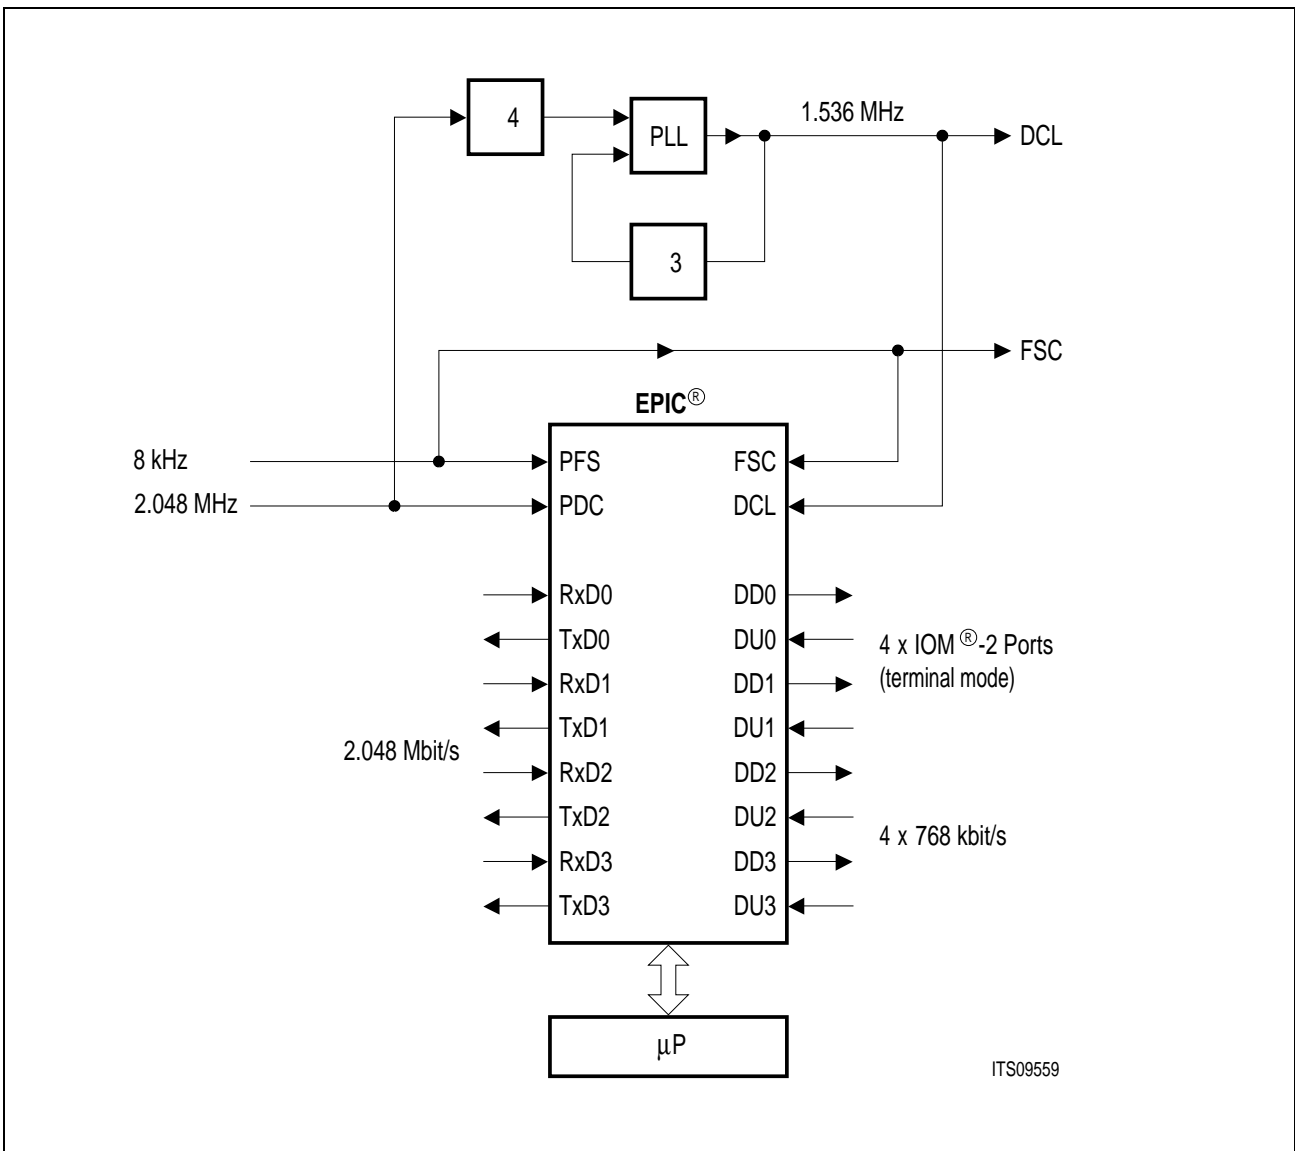 4
PLL
1.536 MHz
DCL
3
FSC
EPIC®
8 kHz
PFS
FSC
2.048 MHz
PDC
DCL
RxD0
DD0
TxD0
DU0
4 x IOM®-2 Ports
(terminal mode)
RxD1
DD1
TxD1
DU1
2.048 Mbit/s
RxD2
DD2
TxD2
DU2
4 x 768 kbit/s
RxD3
DD3
TxD3
DU3
µP
ITS09559